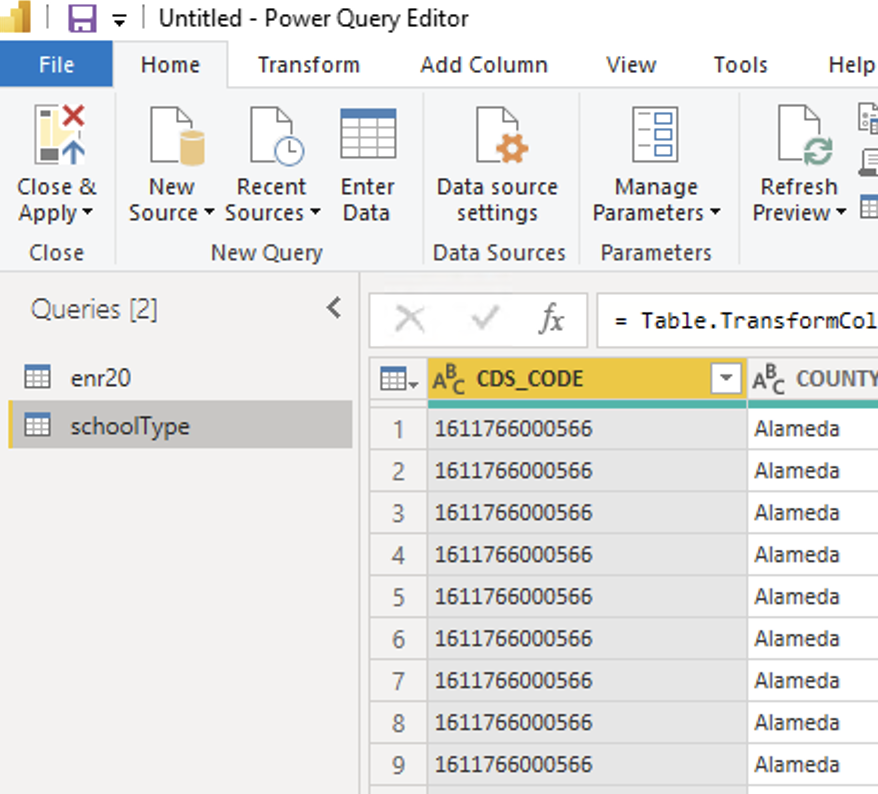 Untitled - Power Query Editor
File Home Transform Add Column View Tools Help
Close & Apply
New Source
Recent Sources
Enter Data
Data source settings
Manage Parameters
Refresh Preview
Close New Query Data Sources Parameters
Queries [2]
fx = Table.TransformCol
enr20
schoolType
ABC CDS_CODE ABC COUNTY
1 1611766000566 Alameda
2 1611766000566 Alameda
3 1611766000566 Alameda
4 1611766000566 Alameda
5 1611766000566 Alameda
6 1611766000566 Alameda
7 1611766000566 Alameda
8 1611766000566 Alameda
9 1611766000566 Alameda